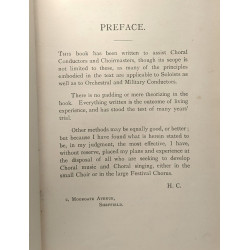 PREFACE.
This book has been written to assist Choral
Conductors and Choirmasters, though its scope is
not limited to these, as many of the principles
embodied in the text are applicable to Soloists as
well as to Orchestral and Military Conductors.
There is no padding or mere theorising in the
book. Everything written is the outcome of living
experience, and has stood the test of many years'
trial.
Other methods may be equally good, or better;
but because I have found what is herein stated to
be, in my judgment, the most effective, I have,
without reserve, placed my plans and experience at
the disposal of all who are seeking to develop
Choral music and Choral singing, either in the
small Choir or in the large Festival Chorus.
H. C.
Avenue,
Sheffield.